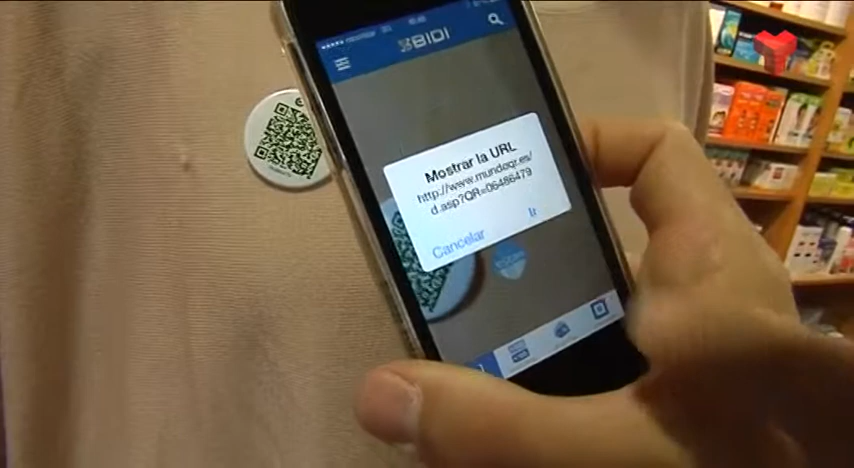 BIDI
Mostrar la URL
http://www.mundoqr.es/
d.asp?QR=06486479
Cancelar
Ir